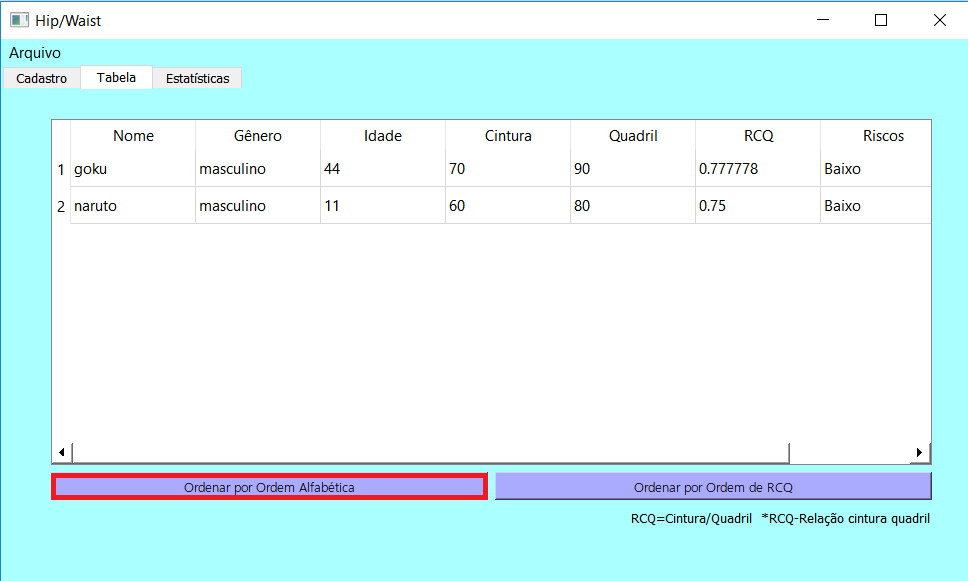 Hip/Waist
Arquivo
Cadastro Tabela Estatísticas
Nome Gênero Idade Cintura Quadril RCQ Riscos
1 goku masculino 44 70 90 0.777778 Baixo
2 naruto masculino 11 60 80 0.75 Baixo
Ordenar por Ordem Alfabética Ordenar por Ordem de RCQ
RCQ=Cintura/Quadril *RCQ-Relação cintura quadril